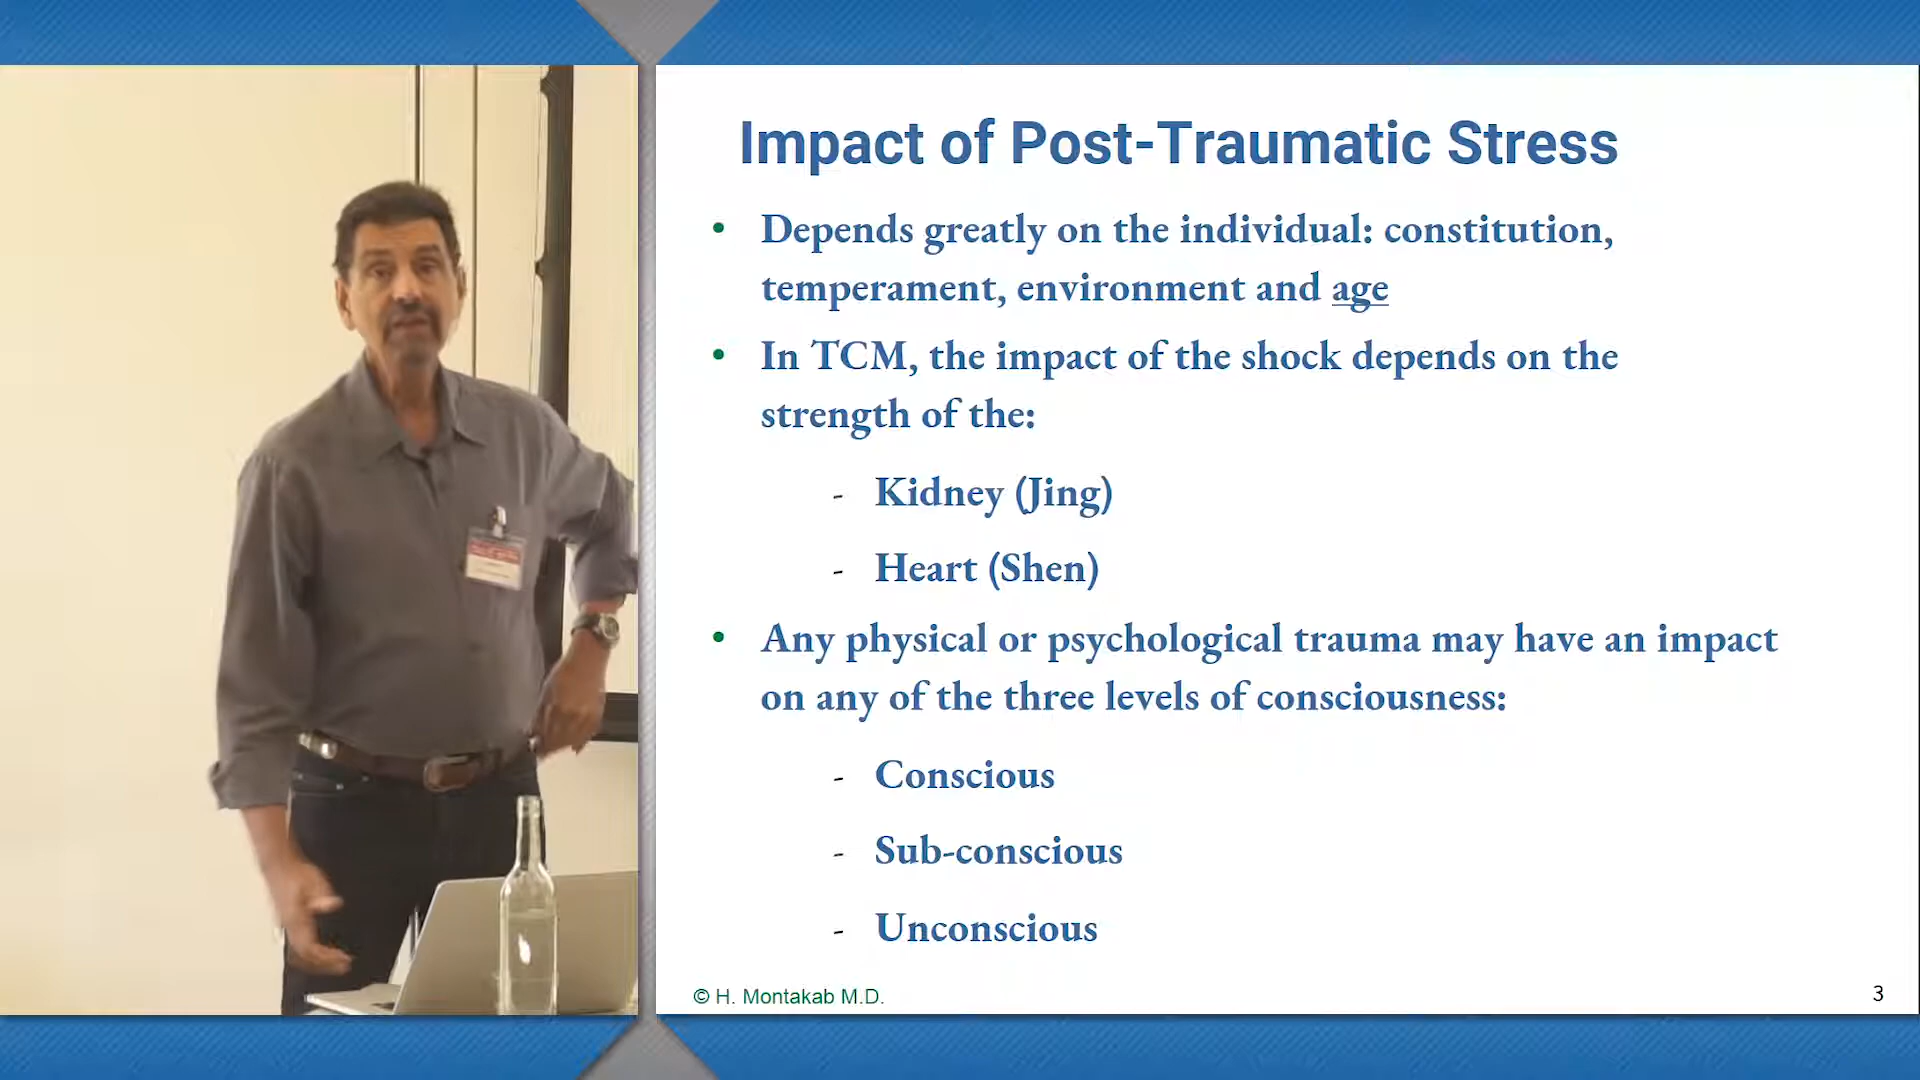 Impact of Post-Traumatic Stress
• Depends greatly on the individual: constitution,
temperament, environment and age
• In TCM, the impact of the shock depends on the
strength of the:
- Kidney (Jing)
- Heart (Shen)
• Any physical or psychological trauma may have an impact
on any of the three levels of consciousness:
- Conscious
- Sub-conscious
- Unconscious
© H. Montakab M.D.
3